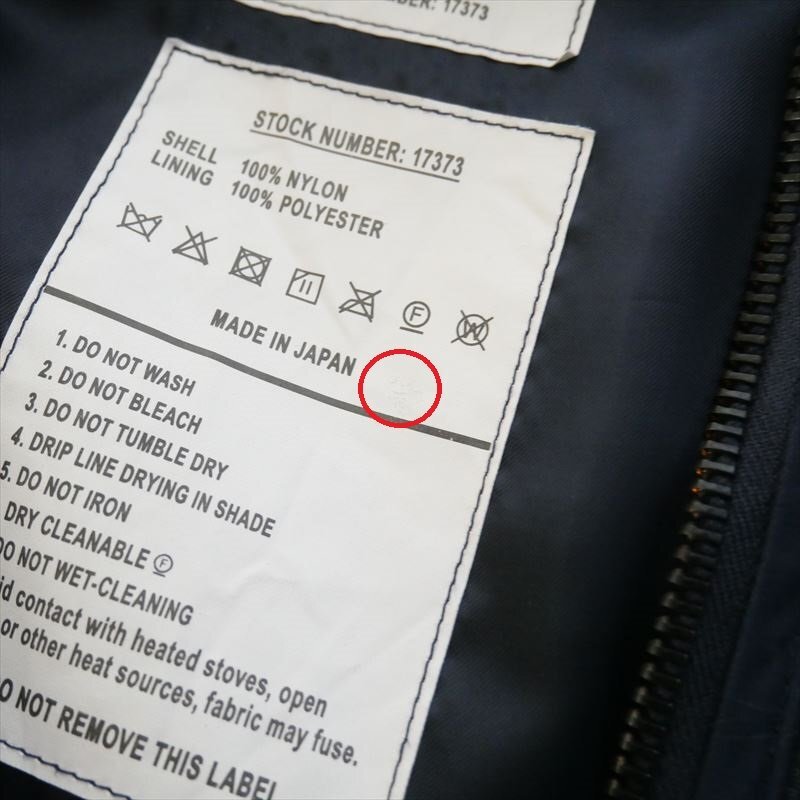 BER: 17373
STOCK NUMBER: 17373
SHELL 100% NYLON
LINING 100% POLYESTER
F W
MADE IN JAPAN
1. DO NOT WASH
2. DO NOT BLEACH
3. DO NOT TUMBLE DRY
4. DRIP LINE DRYING IN SHADE
5. DO NOT IRON
DRY CLEANABLE Ⓕ
DO NOT WET-CLEANING
id contact with heated stoves, open
or other heat sources, fabric may fuse.
DO NOT REMOVE THIS LABEL